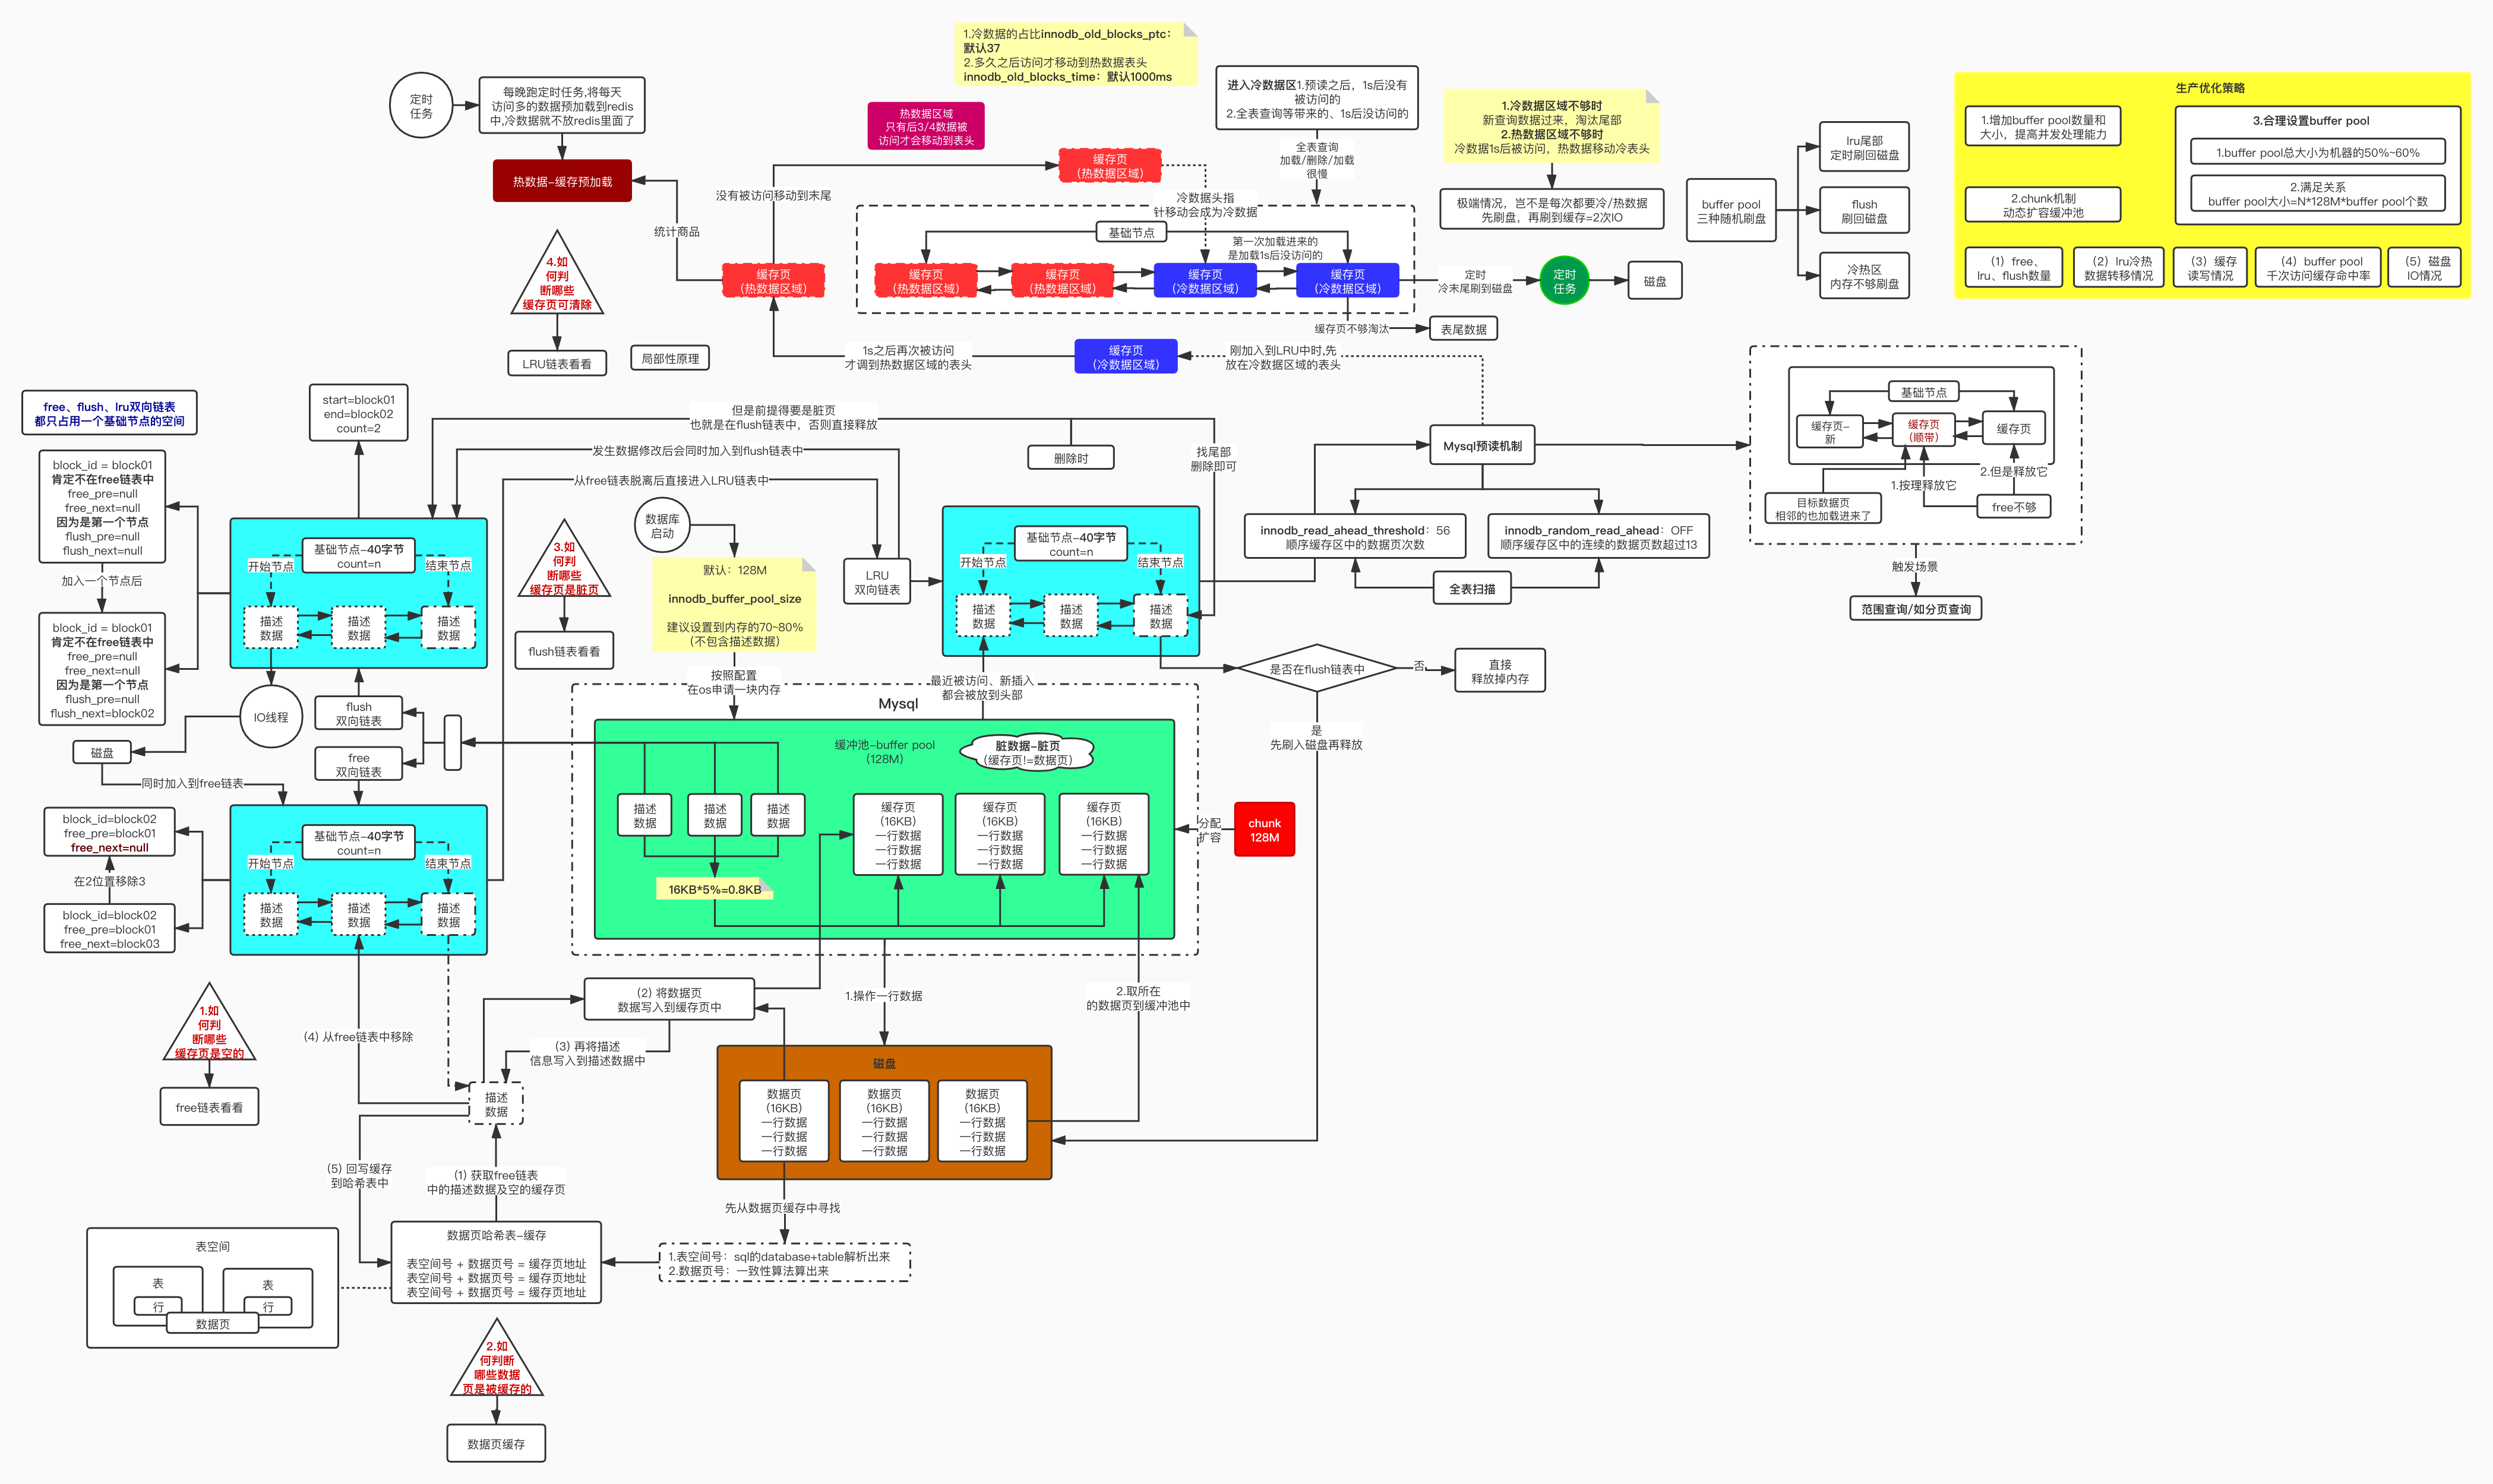 1.冷数据的占比innodb_old_blocks_ptc：
默认37
2.多久之后访问才移动到热数据表头
innodb_old_blocks_time：默认1000ms
定时
任务
每晚跑定时任务,将每天
访问多的数据预加载到redis
中,冷数据就不放redis里面了
热数据-缓存预加载
热数据区域
只有后3/4数据被
访问才会移动到表头
进入冷数据区1.预读之后，1s后没有
被访问的
2.全表查询等带来的、1s后没访问的
全表查询
加载/删除/加载
很慢
1.冷数据区域不够时
新查询数据过来，淘汰尾部
2.热数据区域不够时
冷数据1s后被访问，热数据移动冷表头
极端情况，岂不是每次都要冷/热数据
先刷盘，再刷到缓存=2次IO
buffer pool
三种随机刷盘
lru尾部
定时刷回磁盘
flush
刷回磁盘
冷热区
内存不够刷盘
生产优化策略
1.增加buffer pool数量和
大小，提高并发处理能力
2.chunk机制
动态扩容缓冲池
3.合理设置buffer pool
1.buffer pool总大小为机器的50%~60%
2.满足关系
buffer pool大小=N*128M*buffer pool个数
（1）free、
lru、flush数量
（2）lru冷热
数据转移情况
（3）缓存
读写情况
（4）buffer pool
千次访问缓存命中率
（5）磁盘
IO情况
没有被访问移动到末尾
统计商品
缓存页
（热数据区域）
缓存页
（热数据区域）
冷数据头指
针移动会成为冷数据
基础节点
第一次加载进来的
是加载1s后没访问的
缓存页
（热数据区域）
缓存页
（热数据区域）
缓存页
（冷数据区域）
缓存页
（冷数据区域）
定时
冷末尾刷到磁盘
定时
任务
磁盘
缓存页不够淘汰
表尾数据
4.如
何判
断哪些
缓存页可清除
LRU链表看看
局部性原理
1s之后再次被访问
才调到热数据区域的表头
缓存页
（冷数据区域）
刚加入到LRU中时,先
放在冷数据区域的表头
free、flush、lru双向链表
都只占用一个基础节点的空间
start=block01
end=block02
count=2
block_id = block01
肯定不在free链表中
free_pre=null
free_next=null
因为是第一个节点
flush_pre=null
flush_next=null
加入一个节点后
block_id = block01
肯定不在free链表中
free_pre=null
free_next=null
因为是第一个节点
flush_pre=null
flush_next=block02
但是前提得要是脏页
也就是在flush链表中，否则直接释放
删除时
发生数据修改后会同时加入到flush链表中
从free链表脱离后直接进入LRU链表中
找尾部
删除即可
Mysql预读机制
innodb_read_ahead_threshold：56
顺序缓存区中的数据页次数
innodb_random_read_ahead：OFF
顺序缓存区中的连续的数据页数超过13
全表扫描
基础节点
缓存页-
新
缓存页
（顺带）
缓存页
1.按理释放它
2.但是释放它
目标数据页
相邻的也加载进来了
free不够
触发场景
范围查询/如分页查询
基础节点-40字节
count=n
开始节点
结束节点
描述
数据
描述
数据
描述
数据
3.如
何判
断哪些
缓存页是脏页
flush链表看看
数据库
启动
默认：128M
innodb_buffer_pool_size
建议设置到内存的70~80%
（不包含描述数据）
按照配置
在os申请一块内存
LRU
双向链表
基础节点-40字节
count=n
开始节点
结束节点
描述
数据
描述
数据
描述
数据
最近被访问、新插入
都会被放到头部
是否在flush链表中
否
直接
释放掉内存
是
先刷入磁盘再释放
IO线程
磁盘
同时加入到free链表
flush
双向链表
free
双向链表
Mysql
缓冲池-buffer pool
（128M）
脏数据-脏页
（缓存页!=数据页）
描述
数据
描述
数据
描述
数据
16KB*5%=0.8KB
缓存页
（16KB）
一行数据
一行数据
一行数据
缓存页
（16KB）
一行数据
一行数据
一行数据
缓存页
（16KB）
一行数据
一行数据
一行数据
分配
扩容
chunk
128M
block_id=block02
free_pre=block01
free_next=null
在2位置移除3
block_id=block02
free_pre=block01
free_next=block03
基础节点-40字节
count=n
开始节点
结束节点
描述
数据
描述
数据
描述
数据
1.如
何判
断哪些
缓存页是空的
free链表看看
（4）从free链表中移除
（2）将数据页
数据写入到缓存页中
（3）再将描述
信息写入到描述数据中
描述
数据
1.操作一行数据
2.取所在
的数据页到缓冲池中
磁盘
数据页
（16KB）
一行数据
一行数据
一行数据
数据页
（16KB）
一行数据
一行数据
一行数据
数据页
（16KB）
一行数据
一行数据
一行数据
（5）回写缓存
到哈希表中
（1）获取free链表
中的描述数据及空的缓存页
先从数据页缓存中寻找
1.表空间号：sql的database+table解析出来
2.数据页号：一致性算法算出来
数据页哈希表-缓存
表空间号 + 数据页号 = 缓存页地址
表空间号 + 数据页号 = 缓存页地址
表空间号 + 数据页号 = 缓存页地址
表空间
表
行
表
行
数据页
2.如
何判断
哪些数据
页是被缓存的
数据页缓存